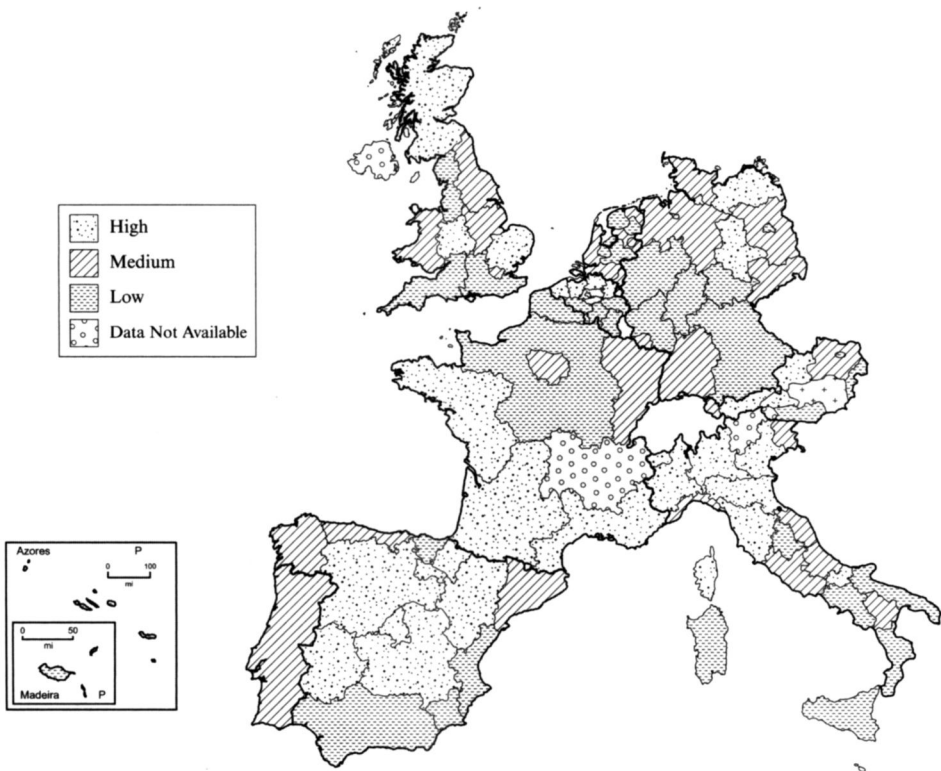 High
Medium
Low
Data Not Available
Azores
P
0 100
mi
0 50
mi
Madeira
P